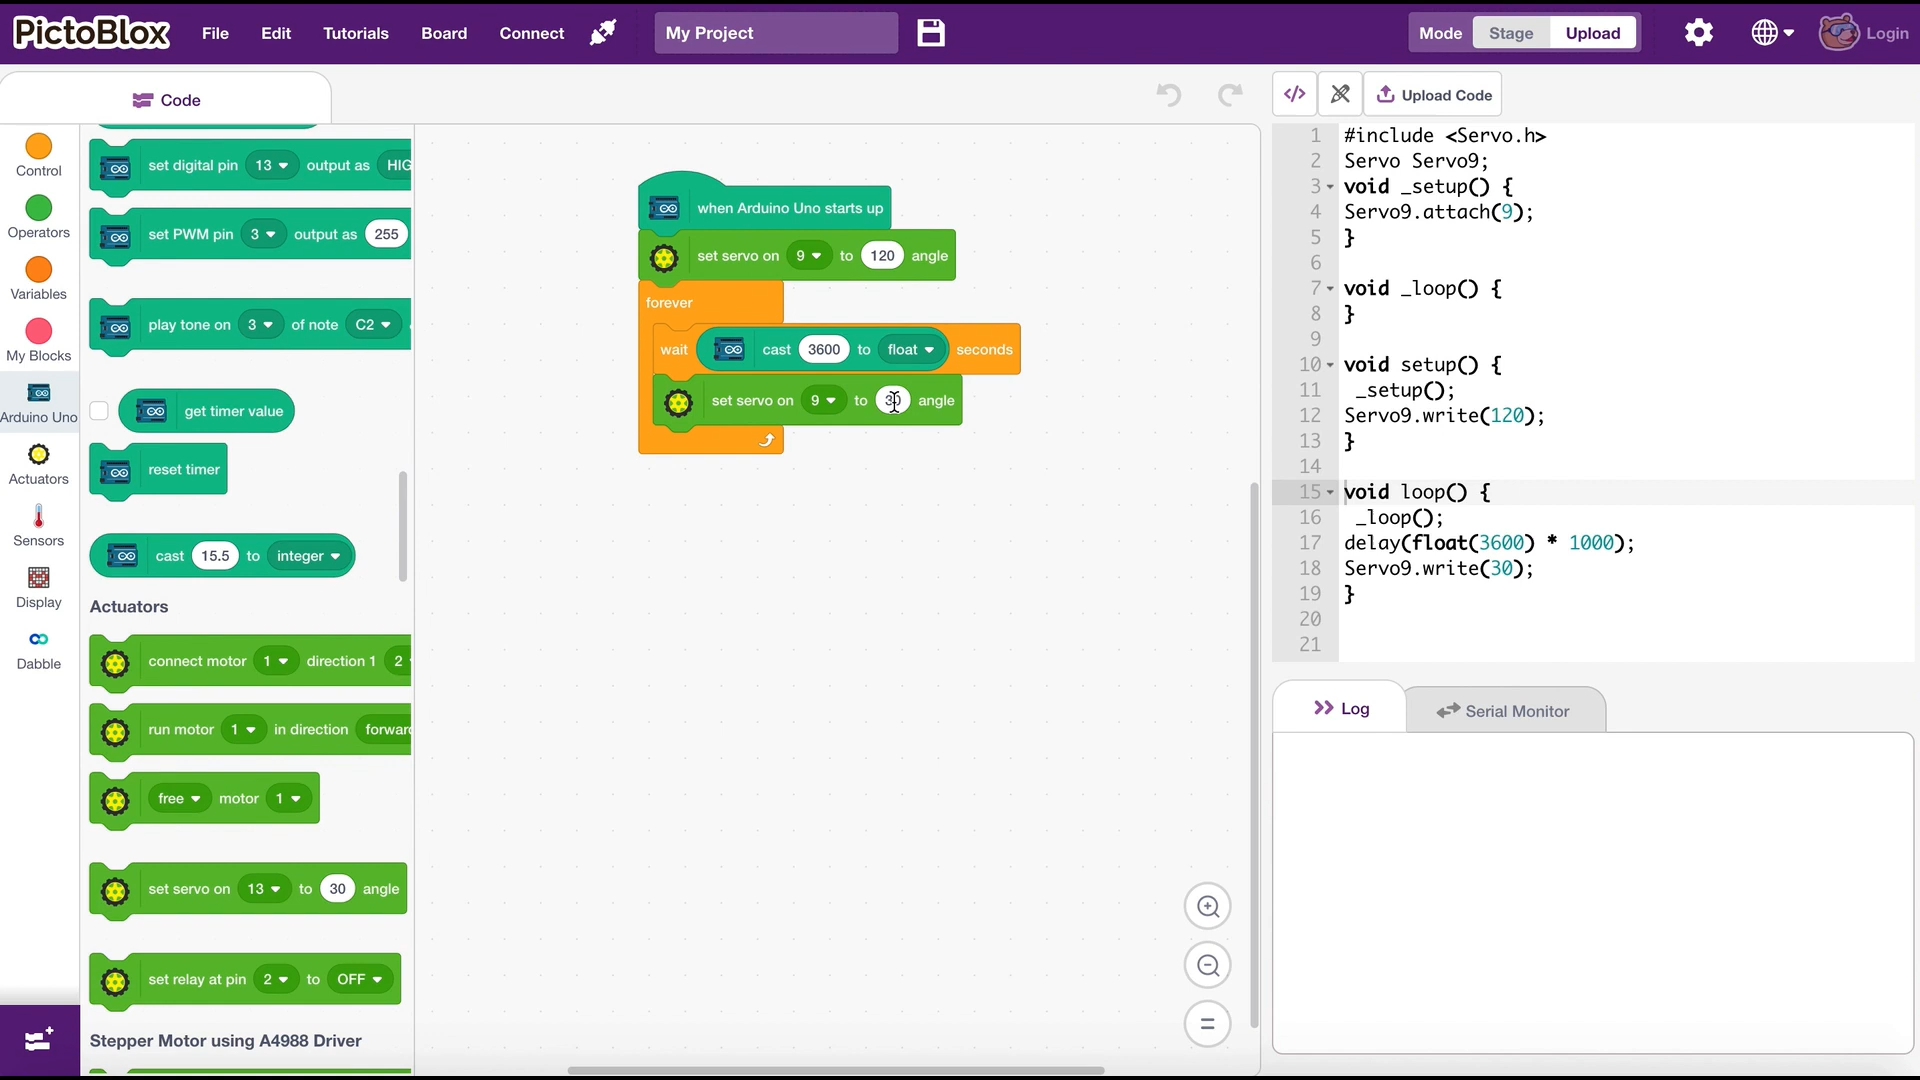 PictoBlox File Edit Tutorials Board Connect My Project Mode Stage Upload Login
Code
Upload Code
Control
Operators
Variables
My Blocks
Arduino Uno
Actuators
Sensors
Display
Dabble
set digital pin 13 output as HIG
set PWM pin 3 output as 255
play tone on 3 of note C2
get timer value
reset timer
cast 15.5 to integer
Actuators
connect motor 1 direction 1 2
run motor 1 in direction forward
free motor 1
set servo on 13 to 30 angle
set relay at pin 2 to OFF
Stepper Motor using A4988 Driver
when Arduino Uno starts up
set servo on 9 to 120 angle
forever
wait cast 3600 to float seconds
set servo on 9 to 30 angle
1 #include <Servo.h>
2 Servo Servo9;
3 void _setup() {
4 Servo9.attach(9);
5 }
6
7 void _loop() {
8 }
9
10 void setup() {
11 _setup();
12 Servo9.write(120);
13 }
14
15 void loop() {
16 _loop();
17 delay(float(3600) * 1000);
18 Servo9.write(30);
19 }
20
21
Log Serial Monitor